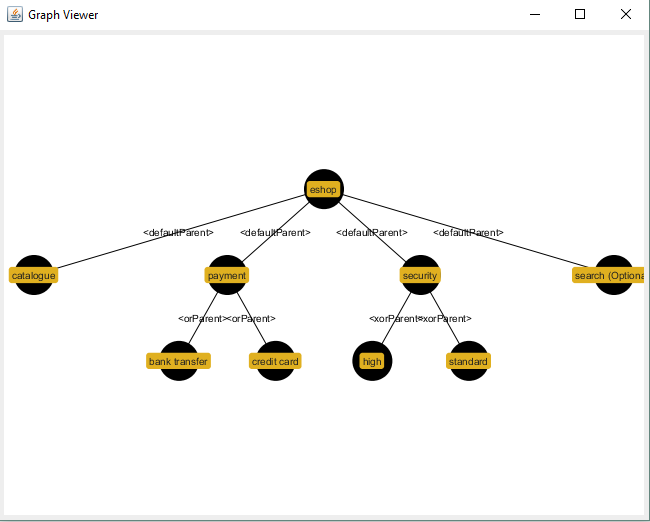 Graph Viewer
eshop
<defaultParent> <defaultParent> <defaultParent> <defaultParent>
catalogue payment security search (Optiona
<orParent> <orParent> <xorParent> <xorParent>
bank transfer credit card high standard